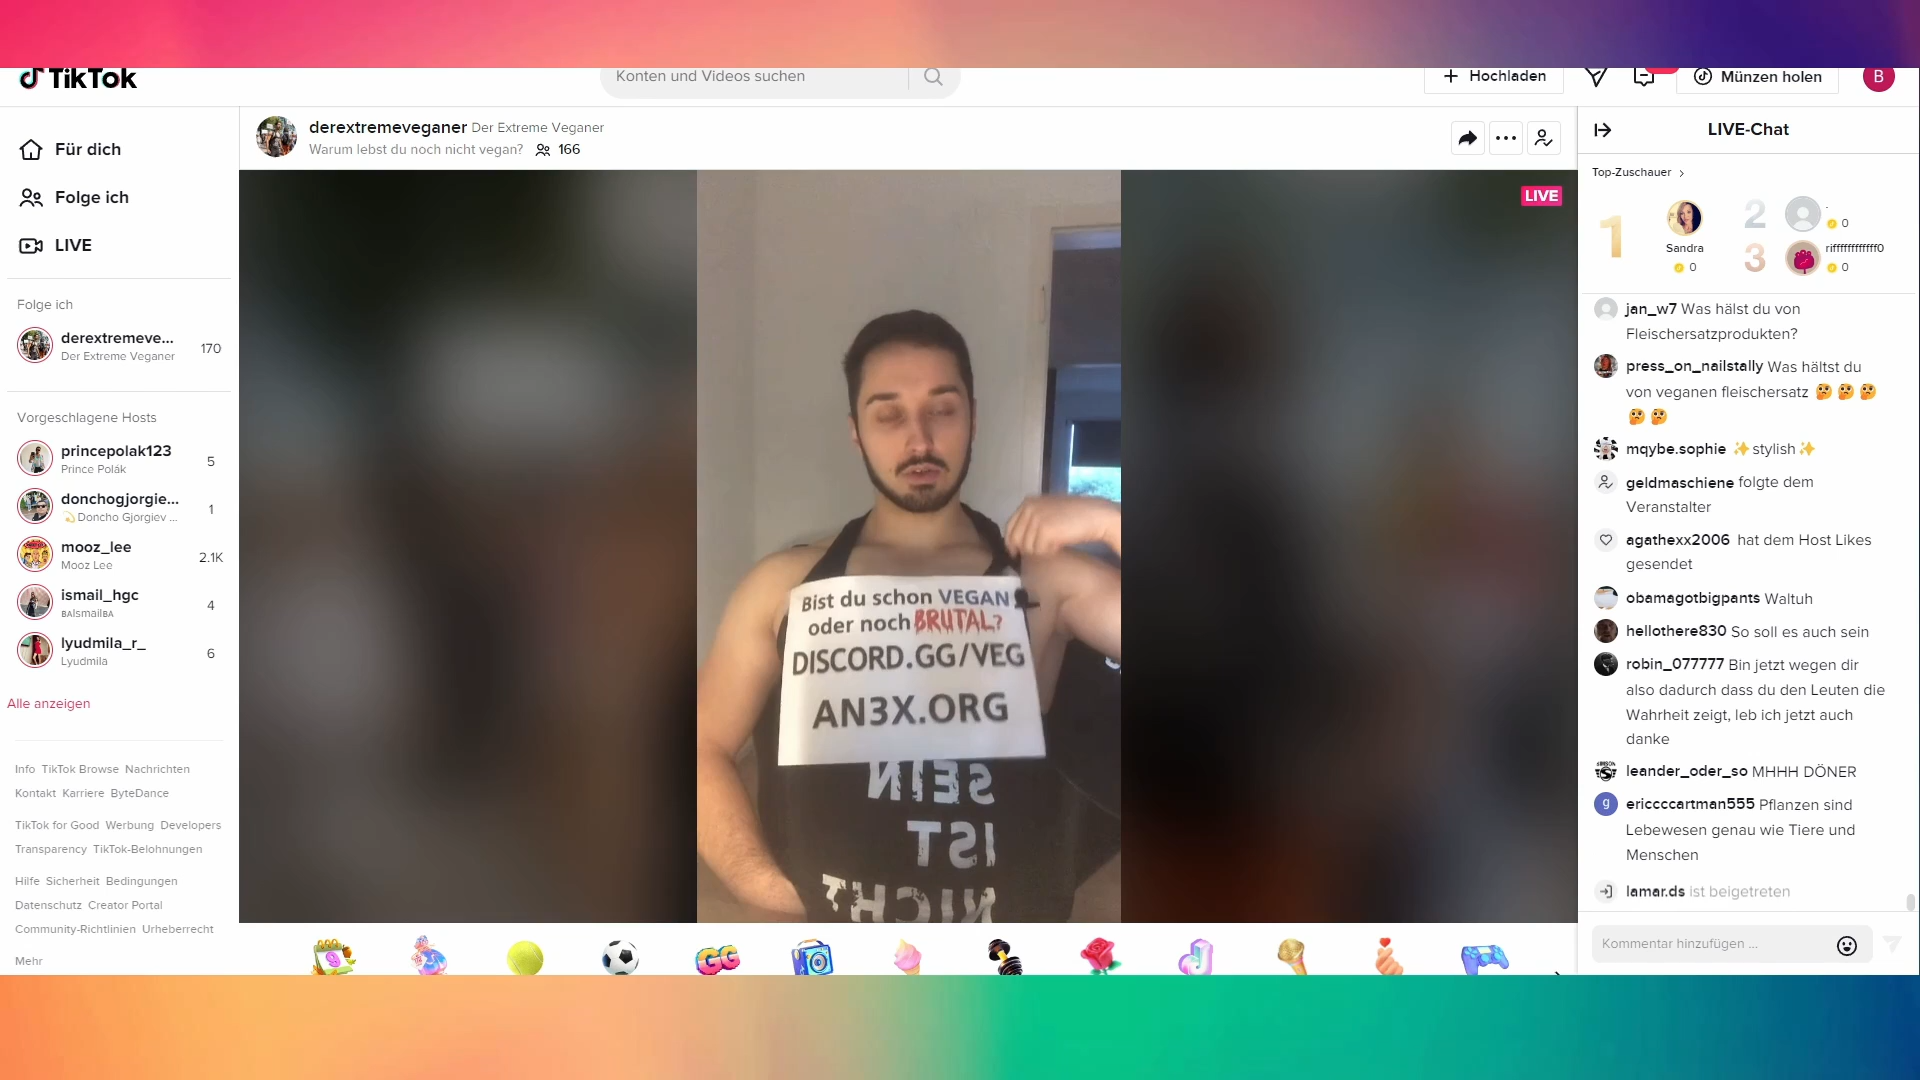 TikTok
Konten und Videos suchen
Hochladen
Münzen holen
B
Für dich
Folge ich
LIVE
Folge ich
derextremeve...
Der Extreme Veganer
170
Vorgeschlagene Hosts
princepolak123
Prince Polák
5
donchogjorgie...
Doncho Gjorgiev ...
1
mooz_lee
Mooz Lee
2.1K
ismail_hgc
ʙᴀIsmailʙᴀ
4
lyudmila_r_
Lyudmila
6
Alle anzeigen
Info TikTok Browse Nachrichten
Kontakt Karriere ByteDance
TikTok for Good Werbung Developers
Transparency TikTok-Belohnungen
Hilfe Sicherheit Bedingungen
Datenschutz Creator Portal
Community-Richtlinien Urheberrecht
Mehr
derextremeveganer Der Extreme Veganer
Warum lebst du noch nicht vegan? 166
LIVE
Bist du schon VEGAN
oder noch BRUTAL?
DISCORD.GG/VEG
AN3X.ORG
SEIN
IST
NICHT
9
GG
LIVE-Chat
Top-Zuschauer
1
Sandra
0
2
.
0
3
riffffffffffff0
0
jan_w7 Was hälst du von
Fleischersatzprodukten?
press_on_nailstally Was hältst du
von veganen fleischersatz 🤔 🤔 🤔
🤔 🤔
mqybe.sophie ✨stylish✨
geldmaschiene folgte dem
Veranstalter
agathexx2006 hat dem Host Likes
gesendet
obamagotbigpants Waltuh
hellothere830 So soll es auch sein
robin_077777 Bin jetzt wegen dir
also dadurch dass du den Leuten die
Wahrheit zeigt, leb ich jetzt auch
danke
leander_oder_so MHHH DÖNER
g
ericcccartman555 Pflanzen sind
Lebewesen genau wie Tiere und
Menschen
lamar.ds ist beigetreten
Kommentar hinzufügen ...